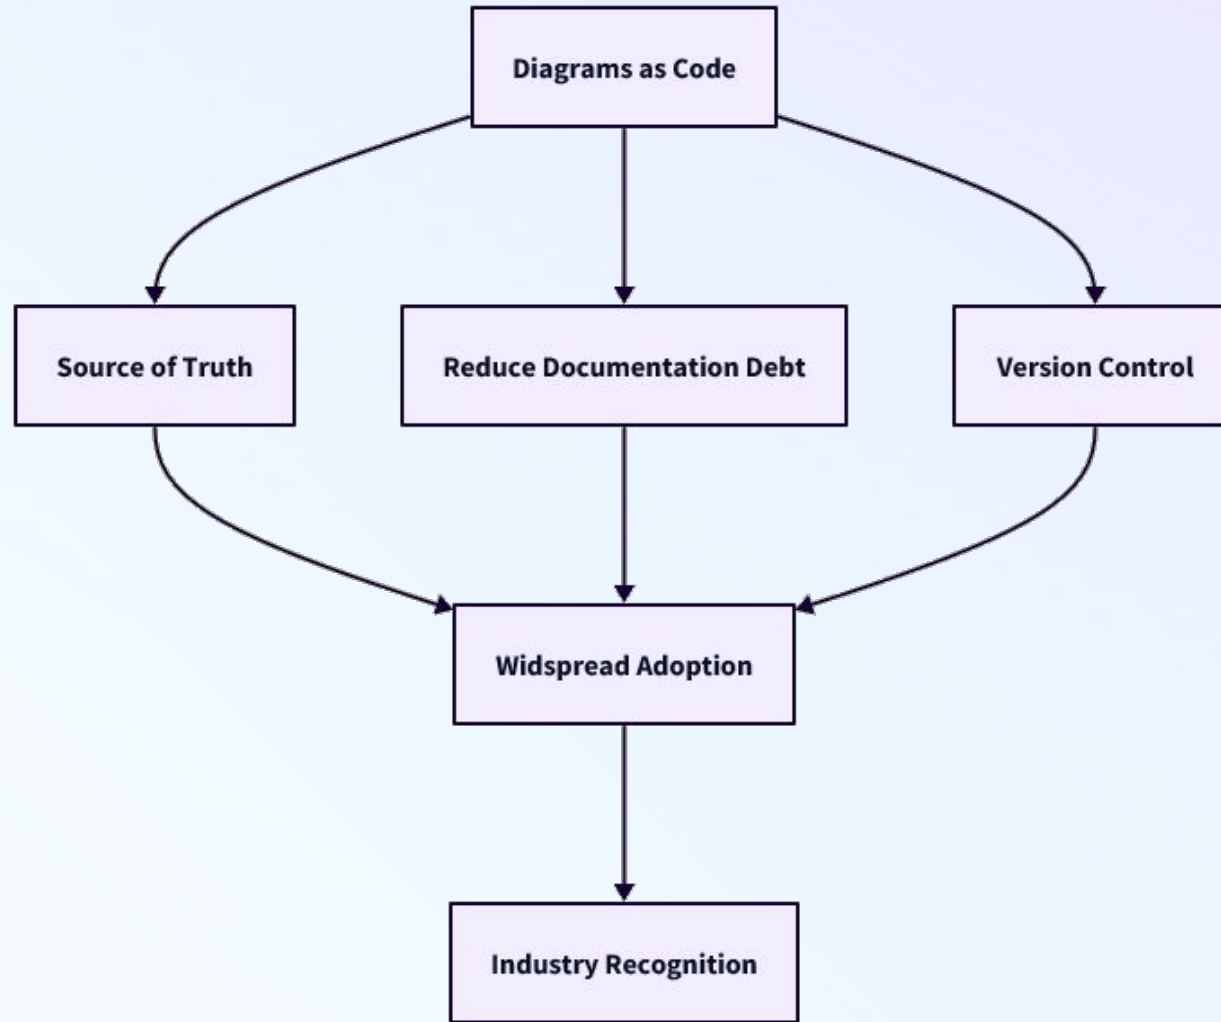 Diagrams as Code
Source of Truth
Reduce Documentation Debt
Version Control
Widspread Adoption
Industry Recognition